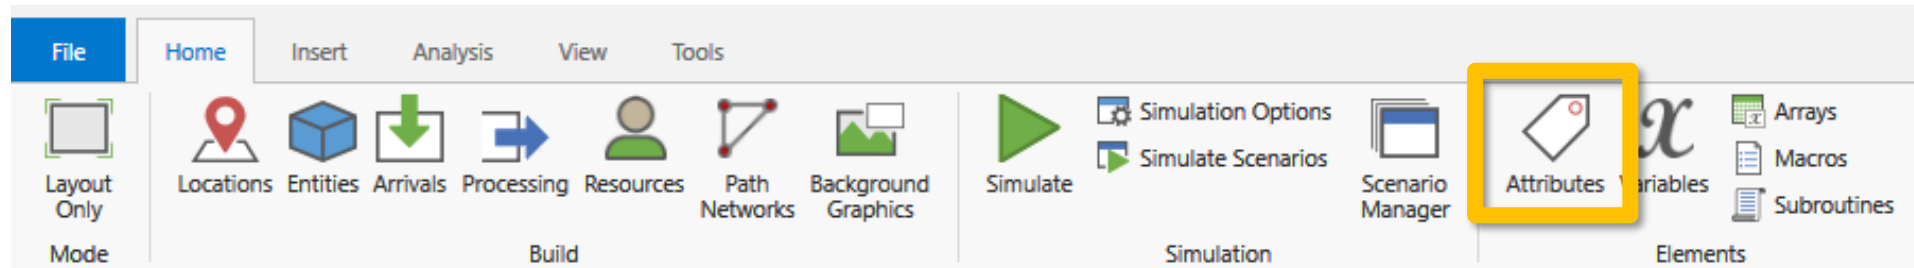 File Home Insert Analysis View Tools
Layout Only
Locations
Entities
Arrivals
Processing
Resources
Path Networks
Background Graphics
Simulate
Simulation Options
Simulate Scenarios
Scenario Manager
Attributes
Arrays
Macros
Subroutines
Mode
Build
Simulation
Elements